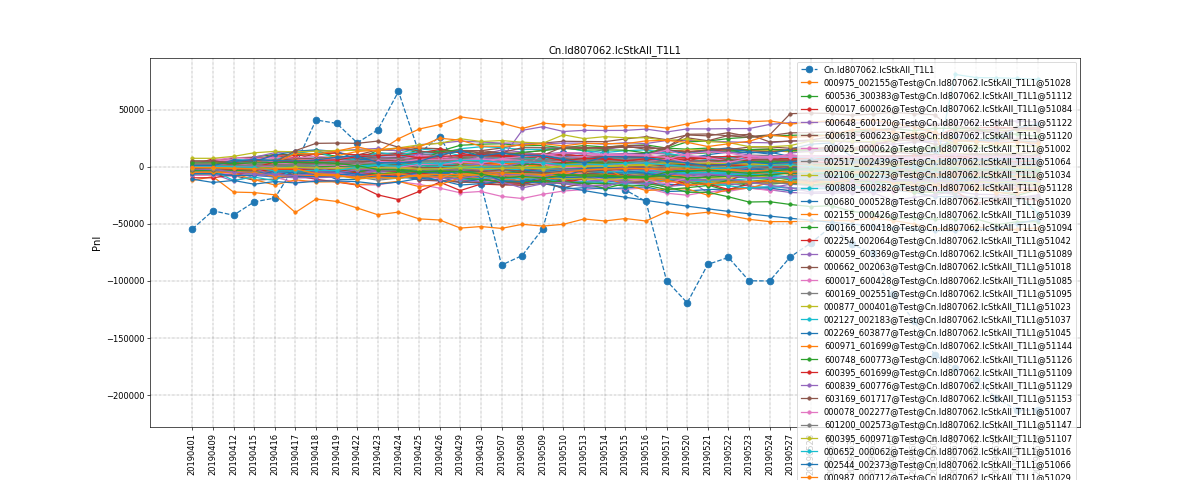 Cn.Id807062.IcStkAll_T1L1
Cn.Id807062.IcStkAll_T1L1
000975_002155@Test@Cn.Id807062.IcStkAll_T1L1@51028
600536_300383@Test@Cn.Id807062.IcStkAll_T1L1@51112
600017_600026@Test@Cn.Id807062.IcStkAll_T1L1@51084
600648_600120@Test@Cn.Id807062.IcStkAll_T1L1@51122
600618_600623@Test@Cn.Id807062.IcStkAll_T1L1@51120
000025_000062@Test@Cn.Id807062.IcStkAll_T1L1@51002
002517_002439@Test@Cn.Id807062.IcStkAll_T1L1@51064
002106_002273@Test@Cn.Id807062.IcStkAll_T1L1@51034
600808_600282@Test@Cn.Id807062.IcStkAll_T1L1@51128
000680_000528@Test@Cn.Id807062.IcStkAll_T1L1@51020
002155_000426@Test@Cn.Id807062.IcStkAll_T1L1@51039
600166_600418@Test@Cn.Id807062.IcStkAll_T1L1@51094
002254_002064@Test@Cn.Id807062.IcStkAll_T1L1@51042
600059_603369@Test@Cn.Id807062.IcStkAll_T1L1@51089
000662_002063@Test@Cn.Id807062.IcStkAll_T1L1@51018
600017_600428@Test@Cn.Id807062.IcStkAll_T1L1@51085
600169_002551@Test@Cn.Id807062.IcStkAll_T1L1@51095
000877_000401@Test@Cn.Id807062.IcStkAll_T1L1@51023
002127_002183@Test@Cn.Id807062.IcStkAll_T1L1@51037
002269_603877@Test@Cn.Id807062.IcStkAll_T1L1@51045
600971_601699@Test@Cn.Id807062.IcStkAll_T1L1@51144
600748_600773@Test@Cn.Id807062.IcStkAll_T1L1@51126
600395_601699@Test@Cn.Id807062.IcStkAll_T1L1@51109
600839_600776@Test@Cn.Id807062.IcStkAll_T1L1@51129
603169_601717@Test@Cn.Id807062.IcStkAll_T1L1@51153
000078_002277@Test@Cn.Id807062.IcStkAll_T1L1@51007
601200_002573@Test@Cn.Id807062.IcStkAll_T1L1@51147
600395_600971@Test@Cn.Id807062.IcStkAll_T1L1@51107
000652_000062@Test@Cn.Id807062.IcStkAll_T1L1@51016
002544_002373@Test@Cn.Id807062.IcStkAll_T1L1@51066
000987_000712@Test@Cn.Id807062.IcStkAll_T1L1@51029
Pnl
50000
0
−50000
−100000
−150000
−200000
20190401
20190409
20190412
20190415
20190416
20190417
20190418
20190419
20190422
20190423
20190424
20190425
20190426
20190429
20190430
20190507
20190508
20190509
20190510
20190513
20190514
20190515
20190516
20190517
20190520
20190521
20190522
20190523
20190524
20190527